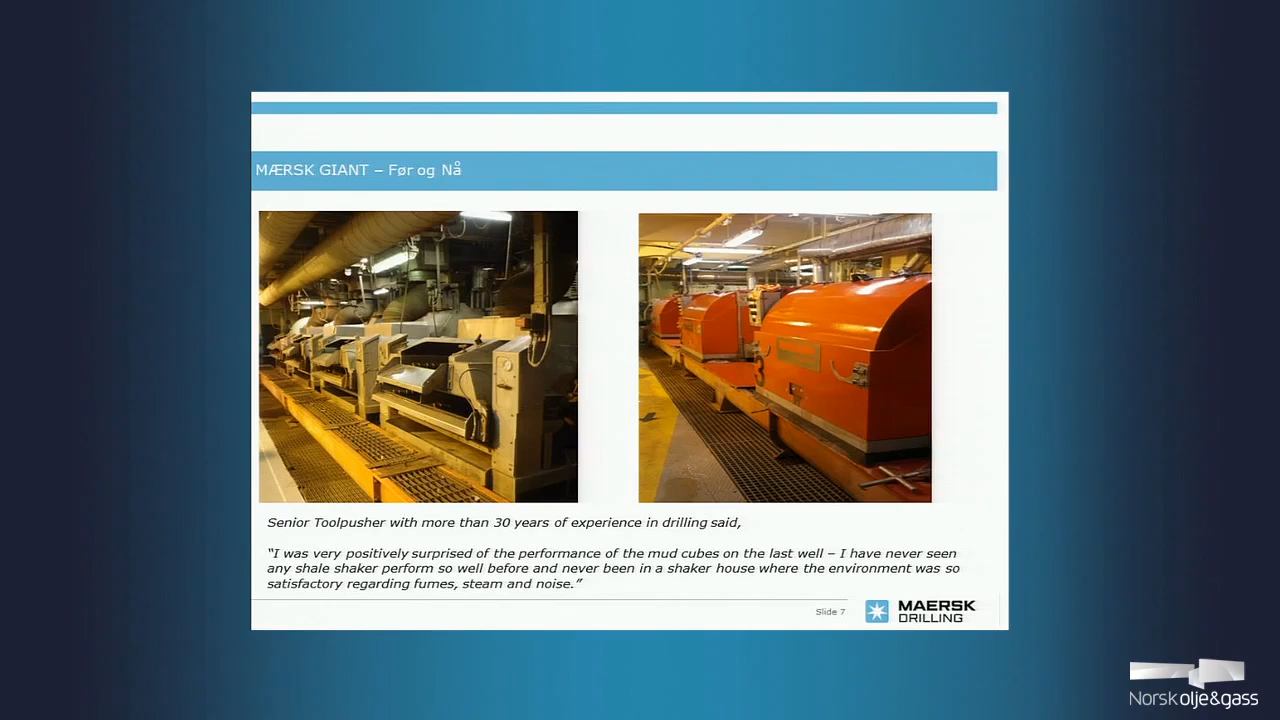 MÆRSK GIANT – Før og Nå
Senior Toolpusher with more than 30 years of experience in drilling said,
“I was very positively surprised of the performance of the mud cubes on the last well – I have never seen
any shale shaker perform so well before and never been in a shaker house where the environment was so
satisfactory regarding fumes, steam and noise.”
Slide 7
MAERSK
DRILLING
Norsk olje&gass